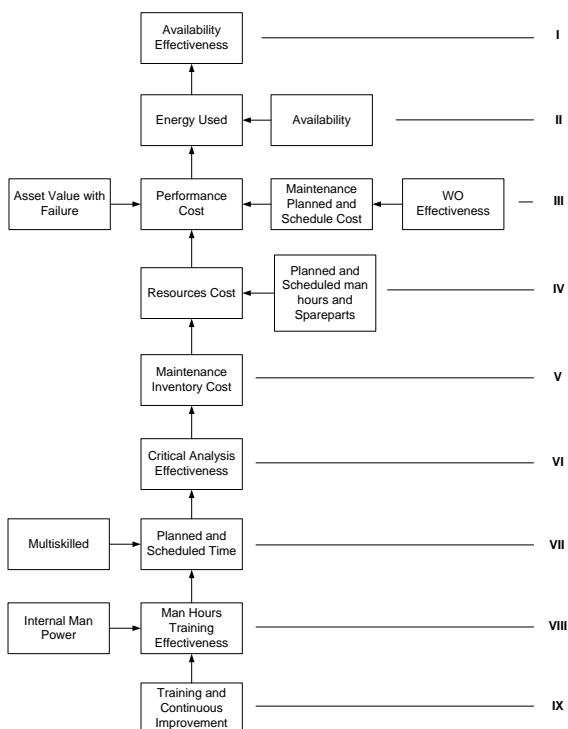 Availability
Effectiveness
I
Energy Used
Availability
II
Asset Value with
Failure
Performance
Cost
Maintenance
Planned and
Schedule Cost
WO
Effectiveness
III
Resources Cost
Planned and
Scheduled man
hours and
Spareparts
IV
Maintenance
Inventory Cost
V
Critical Analysis
Effectiveness
VI
Multiskilled
Planned and
Scheduled Time
VII
Internal Man
Power
Man Hours
Training
Effectiveness
VIII
Training and
Continuous
Improvement
IX